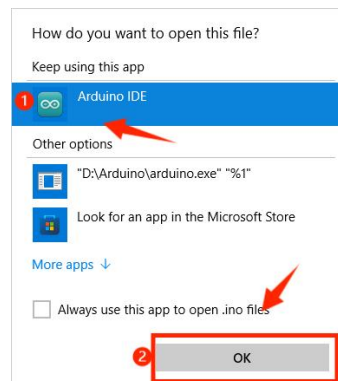 How do you want to open this file?
Keep using this app
1
Arduino IDE
Other options
"D:\Arduino\arduino.exe" "%1"
Look for an app in the Microsoft Store
More apps ↓
Always use this app to open .ino files
2
OK